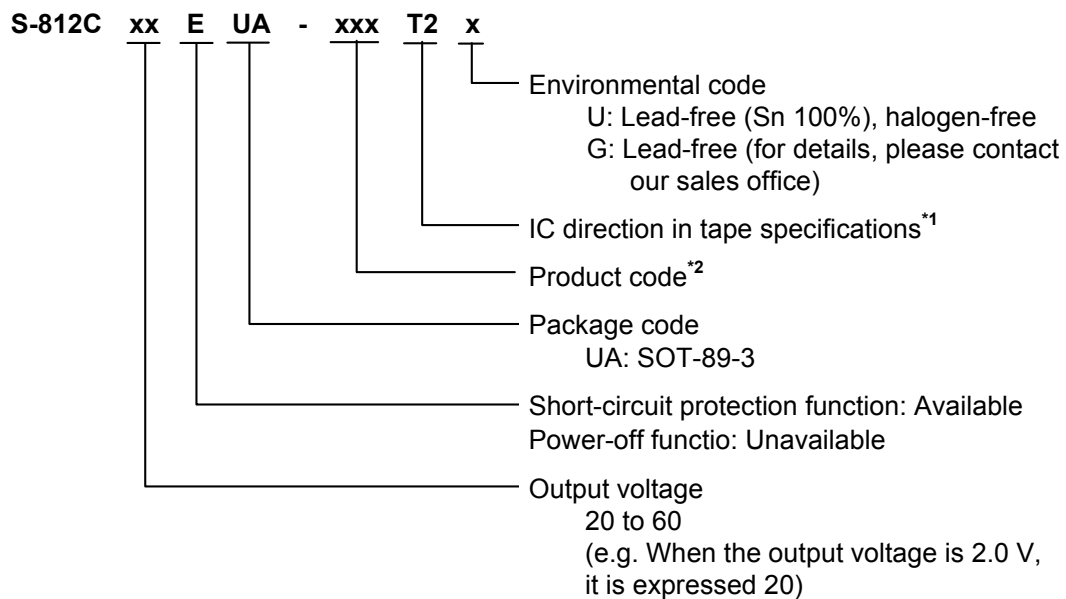 S-812C xx E UA - xxx T2 x
Environmental code
U: Lead-free (Sn 100%), halogen-free
G: Lead-free (for details, please contact
our sales office)
IC direction in tape specifications*1
Product code*2
Package code
UA: SOT-89-3
Short-circuit protection function: Available
Power-off functio: Unavailable
Output voltage
20 to 60
(e.g. When the output voltage is 2.0 V,
it is expressed 20)